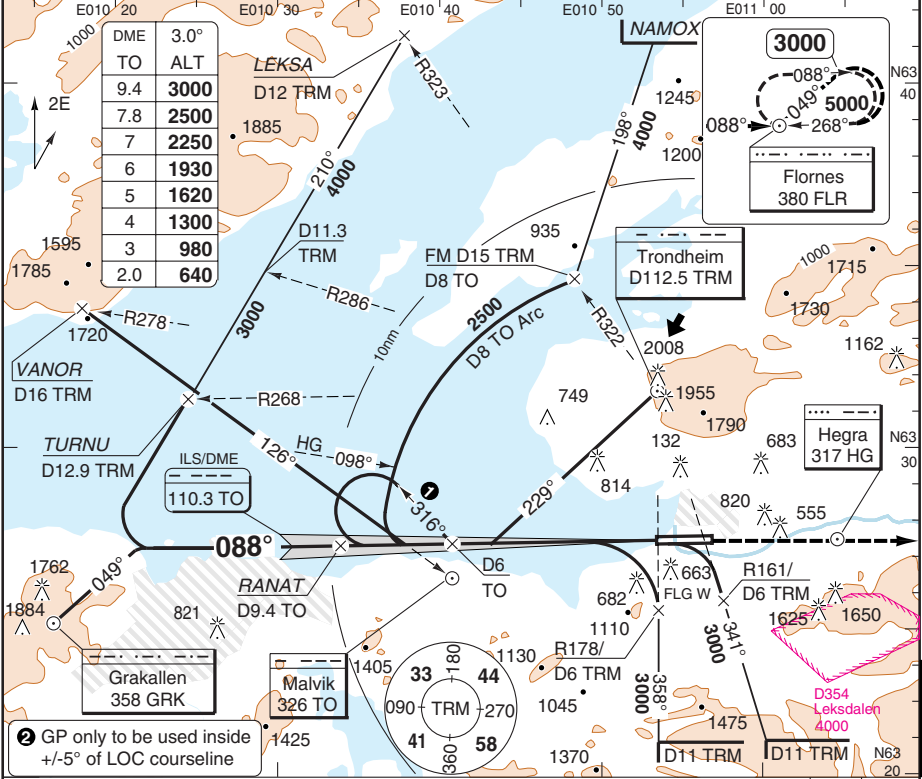 E010 20
E010 30
E010 40
E010 50
E011 00
DME 3.0°
TO ALT
9.4 3000
7.8 2500
7 2250
6 1930
5 1620
4 1300
3 980
2.0 640
1000
2E
1885
LEKSA
D12 TRM
R323
NAMOX
1245
1200
198°
4000
3000
088°
049°
5000
088°
268°
Flornes
380 FLR
N63
40
210°
4000
D11.3
TRM
R286
3000
1595
1785
1720
R278
VANOR
D16 TRM
935
FM D15 TRM
D8 TO
2500
D8 TO Arc
10nm
R322
Trondheim
D112.5 TRM
1000
1715
1730
2008
1955
1790
1162
R268
TURNU
D12.9 TRM
126°
HG
098°
749
132
814
683
Hegra
317 HG
N63
30
ILS/DME
110.3 TO
1
316°
229°
820
555
088°
RANAT
D9.4 TO
D6
TO
049°
1762
1884
821
Grakallen
358 GRK
663
FLG W
682
1110
R161/
D6 TRM
341°
3000
1625
1650
R178/
D6 TRM
358°
3000
1405
Malvik
326 TO
33
180
44
090
TRM
270
41
360
58
1130
1045
1370
1475
D354
Leksdalen
4000
D11 TRM
D11 TRM
N63
20
1425
2 GP only to be used inside
+/-5° of LOC courseline